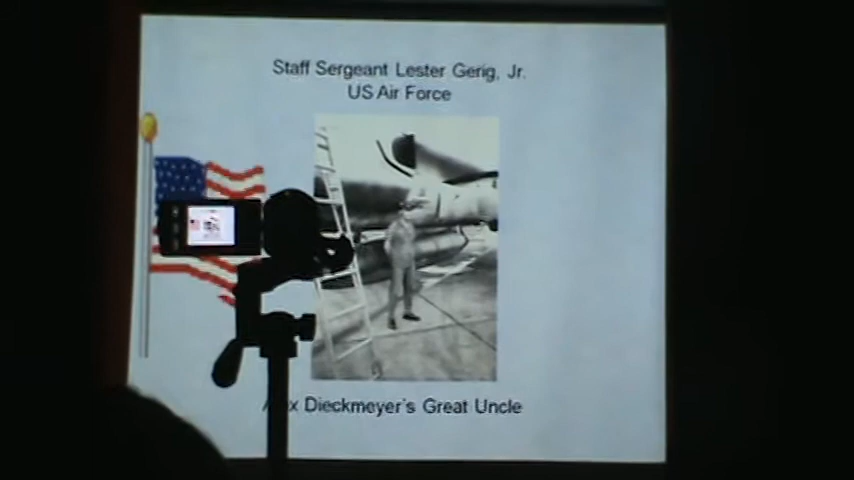 Staff Sergeant Lester Gerig, Jr.
US Air Force
Dieckmeyer's Great Uncle